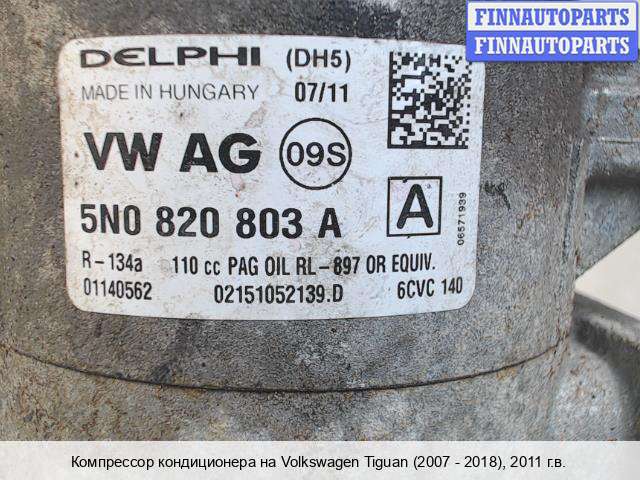 FINNAUTOPARTS
FINNAUTOPARTS
DELPHI (DH5)
MADE IN HUNGARY 07/11
VW AG 09S
5N0 820 803 A A
06571939
R-134a 110 cc PAG OIL RL-897 OR EQUIV.
01140562 02151052139.D 6CVC 140
Компрессор кондиционера на Volkswagen Tiguan (2007 - 2018), 2011 г.в.